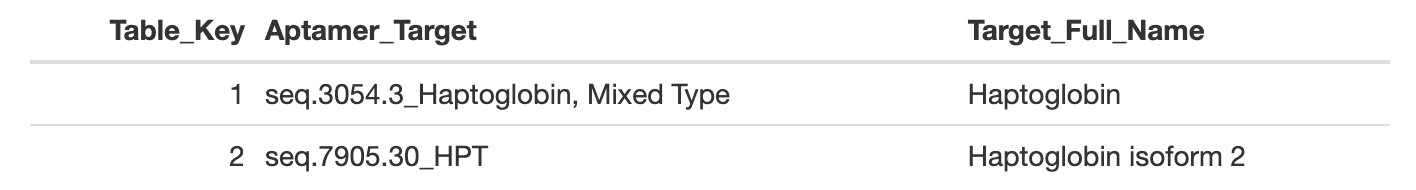 Table_Key Aptamer_Target Target_Full_Name
1 seq.3054.3_Haptoglobin, Mixed Type Haptoglobin
2 seq.7905.30_HPT Haptoglobin isoform 2